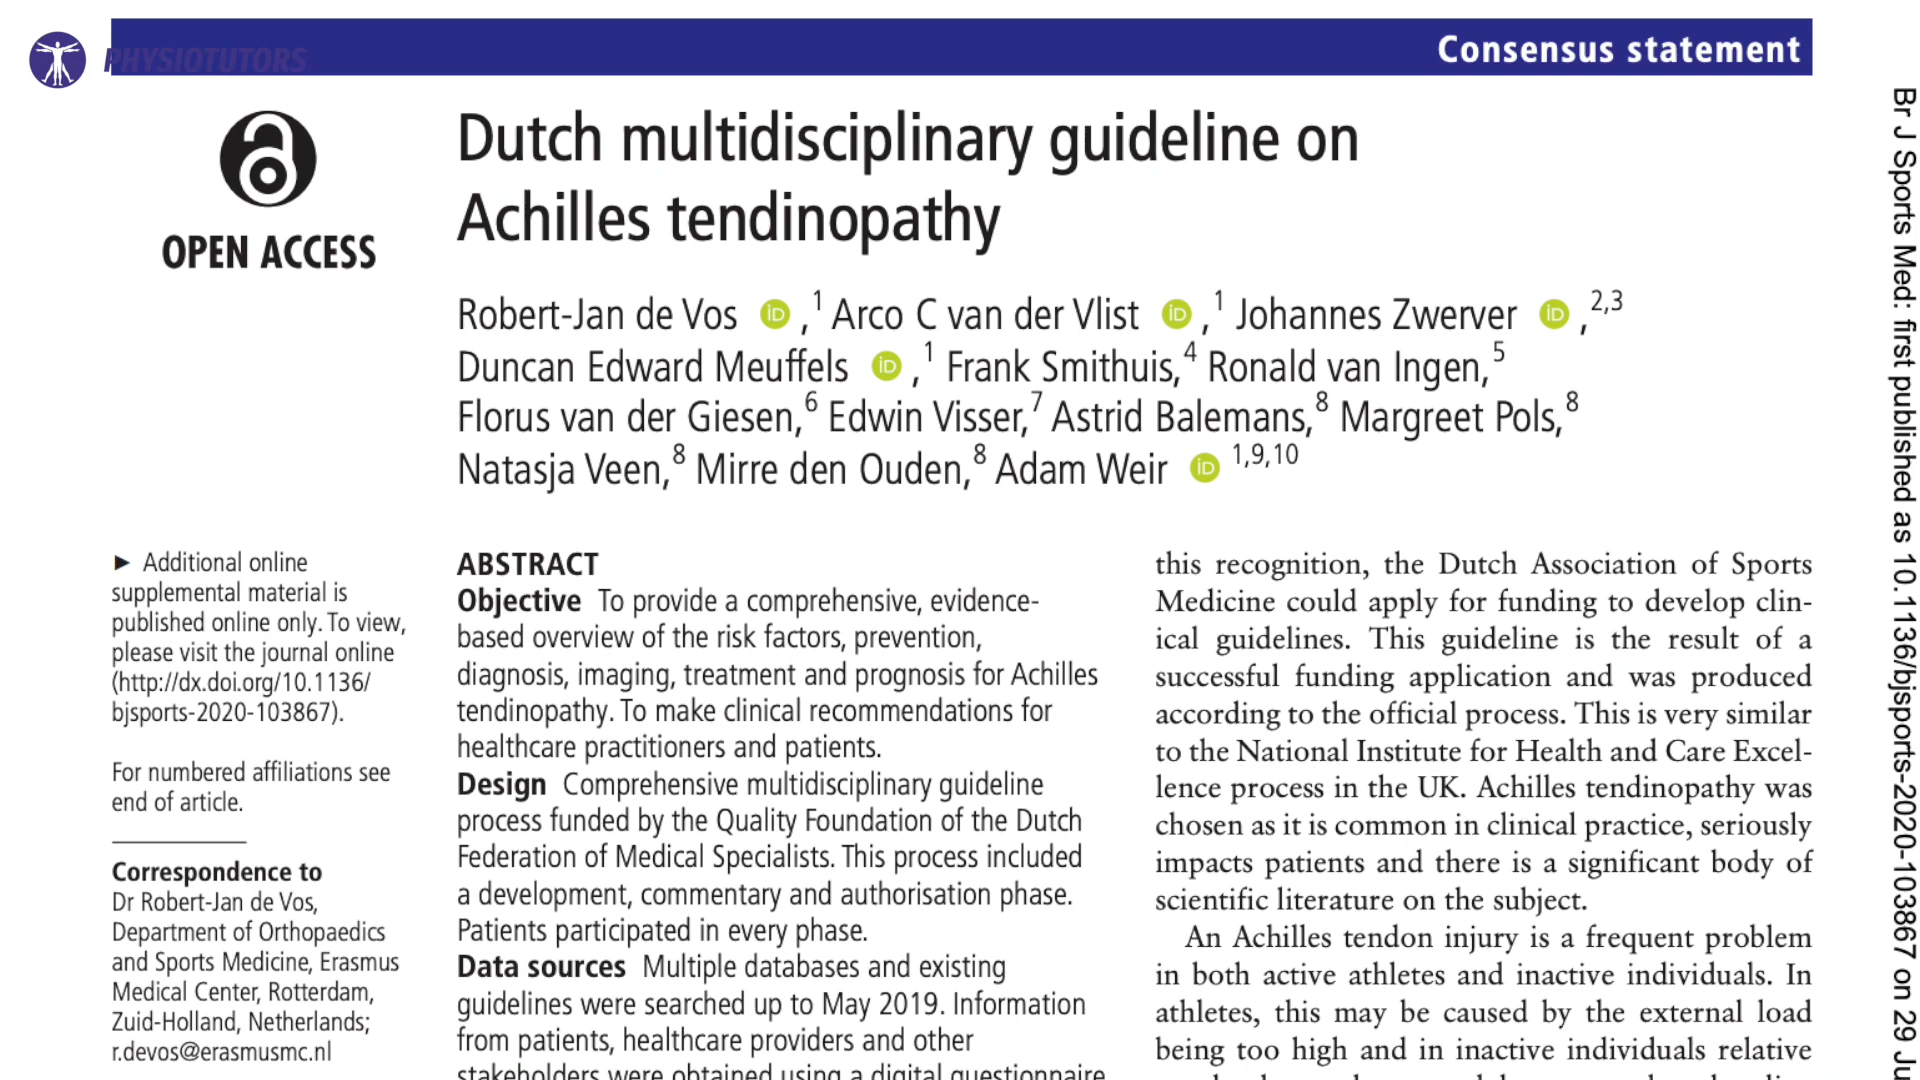 PHYSIOTUTORS
Consensus statement
OPEN ACCESS
Dutch multidisciplinary guideline on
Achilles tendinopathy
Robert-Jan de Vos iD ,1 Arco C van der Vlist iD ,1 Johannes Zwerver iD ,2,3
Duncan Edward Meuffels iD ,1 Frank Smithuis,4 Ronald van Ingen,5
Florus van der Giesen,6 Edwin Visser,7 Astrid Balemans,8 Margreet Pols,8
Natasja Veen,8 Mirre den Ouden,8 Adam Weir iD 1,9,10
► Additional online
supplemental material is
published online only. To view,
please visit the journal online
(http://dx.doi.org/10.1136/
bjsports-2020-103867).
For numbered affiliations see
end of article.
Correspondence to
Dr Robert-Jan de Vos,
Department of Orthopaedics
and Sports Medicine, Erasmus
Medical Center, Rotterdam,
Zuid-Holland, Netherlands;
r.devos@erasmusmc.nl
ABSTRACT
Objective To provide a comprehensive, evidence-
based overview of the risk factors, prevention,
diagnosis, imaging, treatment and prognosis for Achilles
tendinopathy. To make clinical recommendations for
healthcare practitioners and patients.
Design Comprehensive multidisciplinary guideline
process funded by the Quality Foundation of the Dutch
Federation of Medical Specialists. This process included
a development, commentary and authorisation phase.
Patients participated in every phase.
Data sources Multiple databases and existing
guidelines were searched up to May 2019. Information
from patients, healthcare providers and other
stakeholders were obtained using a digital questionnaire
this recognition, the Dutch Association of Sports
Medicine could apply for funding to develop clin-
ical guidelines. This guideline is the result of a
successful funding application and was produced
according to the official process. This is very similar
to the National Institute for Health and Care Excel-
lence process in the UK. Achilles tendinopathy was
chosen as it is common in clinical practice, seriously
impacts patients and there is a significant body of
scientific literature on the subject.
An Achilles tendon injury is a frequent problem
in both active athletes and inactive individuals. In
athletes, this may be caused by the external load
being too high and in inactive individuals relative
Br J Sports Med: first published as 10.1136/bjsports-2020-103867 on 29